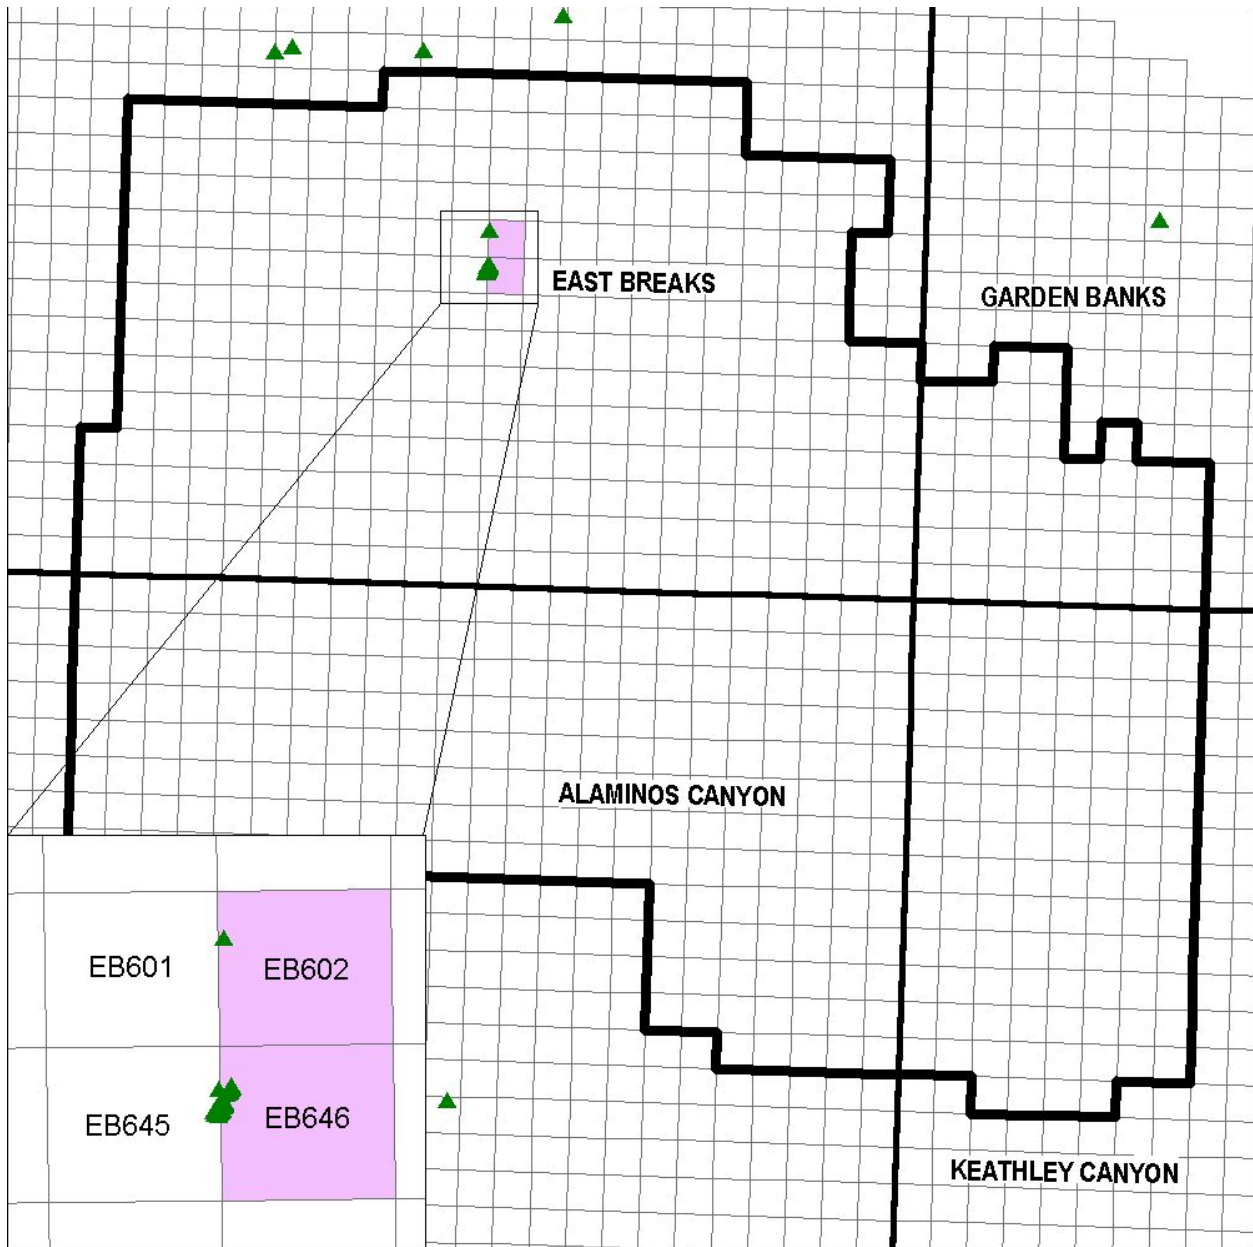 EAST BREAKS
GARDEN BANKS
ALAMINOS CANYON
EB601
EB602
EB645
EB646
KEATHLEY CANYON